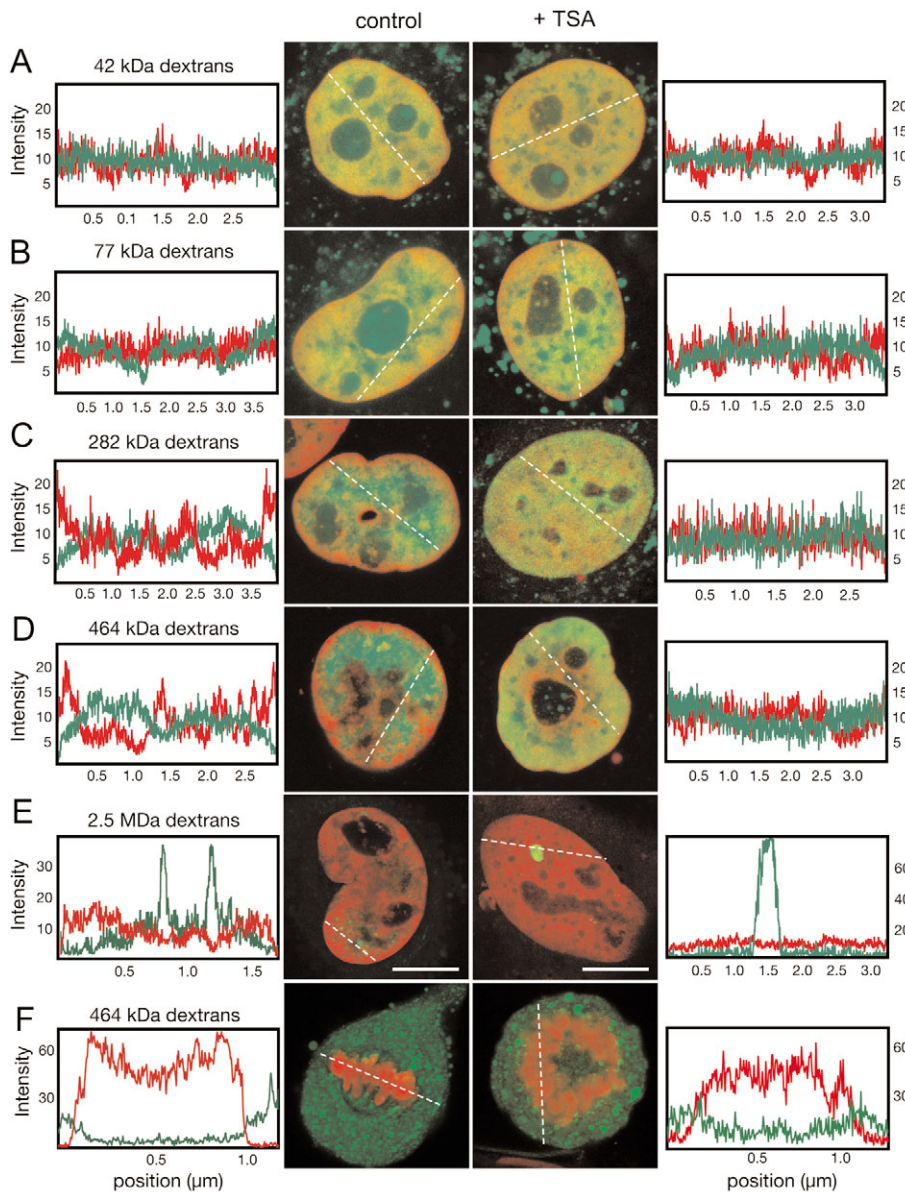 control + TSA
A 42 kDa dextrans
Intensity
20
15
10
5
0.5 0.1 1.5 2.0 2.5
20
15
10
5
0.5 1.0 1.5 2.0 2.5 3.0
B 77 kDa dextrans
Intensity
20
15
10
5
0.5 1.0 1.5 2.0 2.5 3.0 3.5
20
15
10
5
0.5 1.0 1.5 2.0 2.5 3.0
C 282 kDa dextrans
Intensity
20
15
10
5
0.5 1.0 1.5 2.0 2.5 3.0 3.5
20
15
10
5
0.5 1.0 1.5 2.0 2.5
D 464 kDa dextrans
Intensity
20
15
10
5
0.5 1.0 1.5 2.0 2.5
20
15
10
5
0.5 1.0 1.5 2.0 2.5 3.0
E 2.5 MDa dextrans
Intensity
30
20
10
0.5 1.0 1.5
60
40
20
0.5 1.0 1.5 2.0 2.5 3.0
F 464 kDa dextrans
Intensity
60
30
0.5 1.0
position (µm)
60
30
0.5 1.0
position (µm)